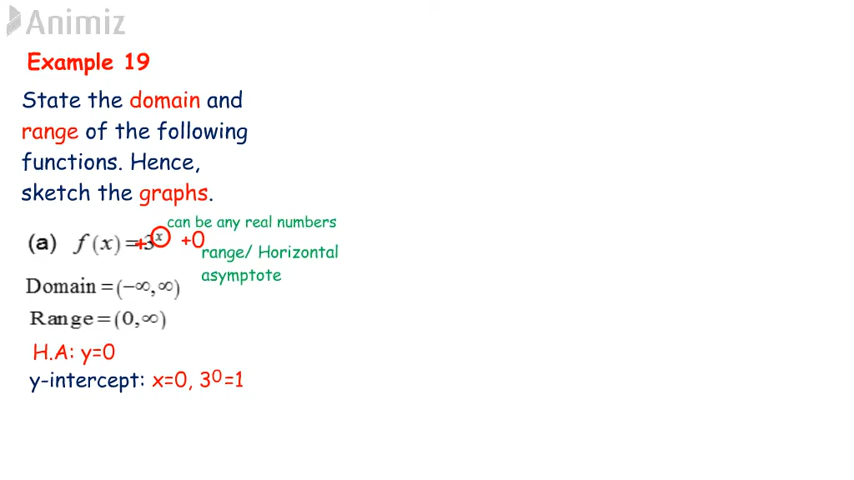 Animiz
Example 19
State the domain and
range of the following
functions. Hence,
sketch the graphs.
can be any real numbers
(a) f(x)=+3ˣ +0
range/ Horizontal
asymptote
Domain=(−∞,∞)
Range=(0,∞)
H.A: y=0
y-intercept: x=0, 3⁰=1